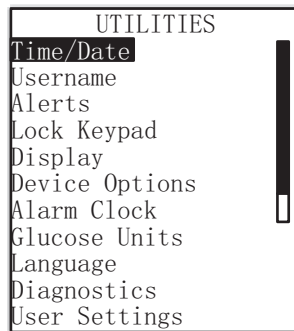 UTILITIES
Time/Date
Username
Alerts
Lock Keypad
Display
Device Options
Alarm Clock
Glucose Units
Language
Diagnostics
User Settings